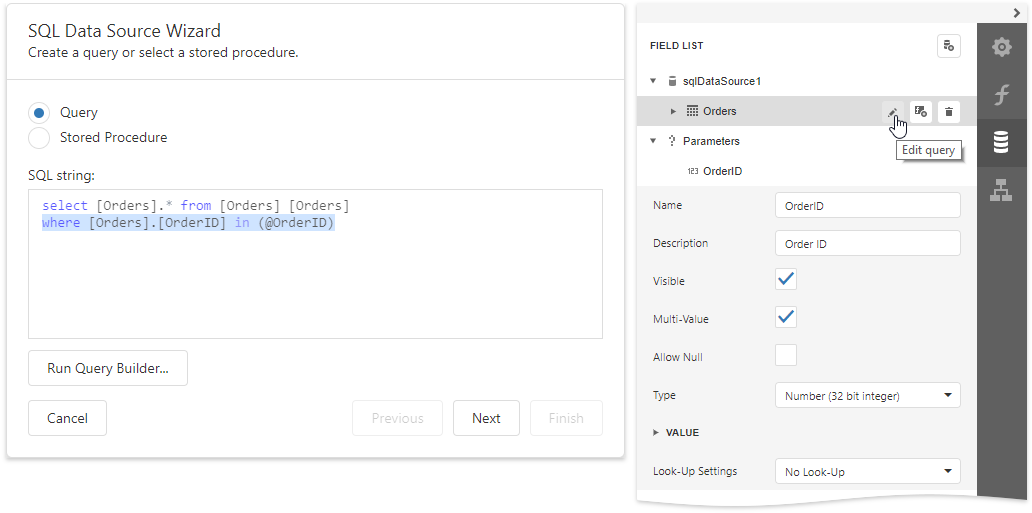 SQL Data Source Wizard
Create a query or select a stored procedure.
Query
Stored Procedure
SQL string:
select [Orders].* from [Orders] [Orders]
where [Orders].[OrderID] in (@OrderID)
Run Query Builder...
Cancel
Previous
Next
Finish
FIELD LIST
sqlDataSource1
Orders
Edit query
Parameters
123 OrderID
Name
OrderID
Description
Order ID
Visible
Multi-Value
Allow Null
Type
Number (32 bit integer)
VALUE
Look-Up Settings
No Look-Up